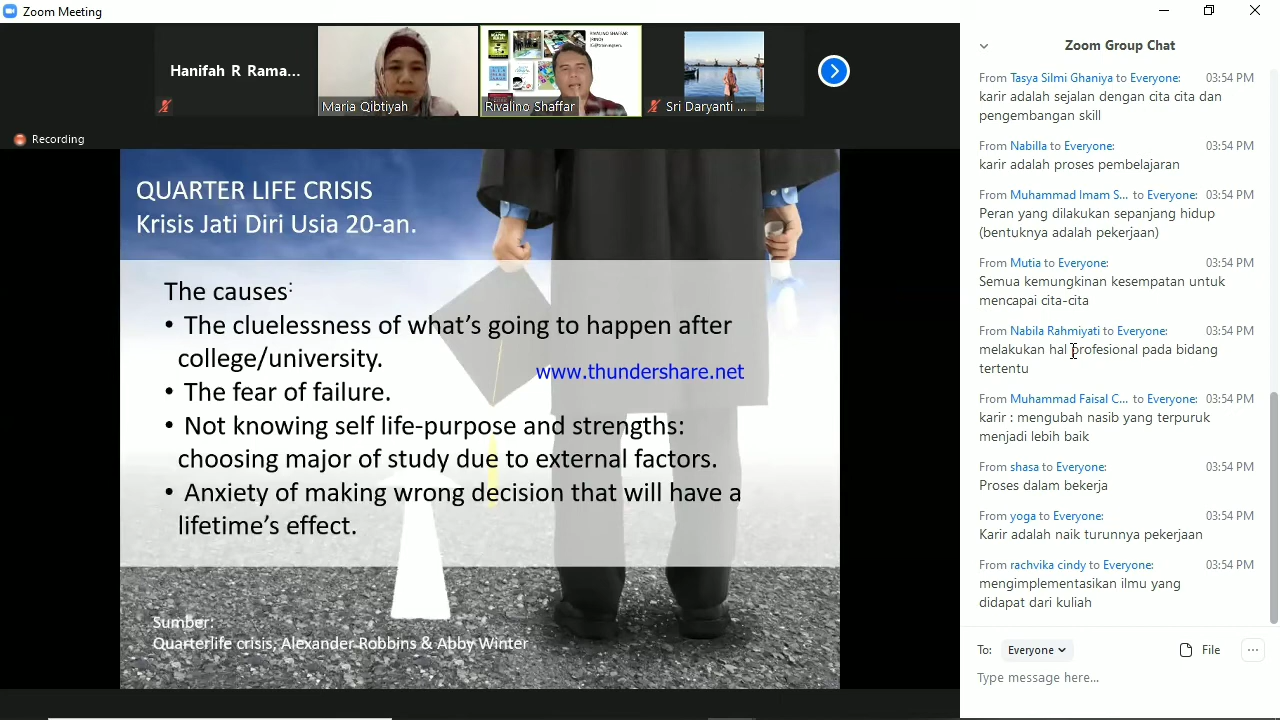 Zoom Meeting
Hanifah R Rama...
Maria Qibtiyah
RIVALINO SHAFFAR
Rivalino Shaffar
Sri Daryanti ...
Recording
QUARTER LIFE CRISIS
Krisis Jati Diri Usia 20-an.
The causes:
• The cluelessness of what's going to happen after
college/university.
www.thundershare.net
• The fear of failure.
• Not knowing self life-purpose and strengths:
choosing major of study due to external factors.
• Anxiety of making wrong decision that will have a
lifetime's effect.
Sumber:
Quarterlife crisis, Alexander Robbins & Abby Winter
Zoom Group Chat
From Tasya Silmi Ghaniya to Everyone: 03:54 PM
karir adalah sejalan dengan cita cita dan
pengembangan skill
From Nabilla to Everyone: 03:54 PM
karir adalah proses pembelajaran
From Muhammad Imam S... to Everyone: 03:54 PM
Peran yang dilakukan sepanjang hidup
(bentuknya adalah pekerjaan)
From Mutia to Everyone: 03:54 PM
Semua kemungkinan kesempatan untuk
mencapai cita-cita
From Nabila Rahmiyati to Everyone: 03:54 PM
melakukan hal profesional pada bidang
tertentu
From Muhammad Faisal C... to Everyone: 03:54 PM
karir : mengubah nasib yang terpuruk
menjadi lebih baik
From shasa to Everyone: 03:54 PM
Proses dalam bekerja
From yoga to Everyone: 03:54 PM
Karir adalah naik turunnya pekerjaan
From rachvika cindy to Everyone: 03:54 PM
mengimplementasikan ilmu yang
didapat dari kuliah
To: Everyone File ...
Type message here...